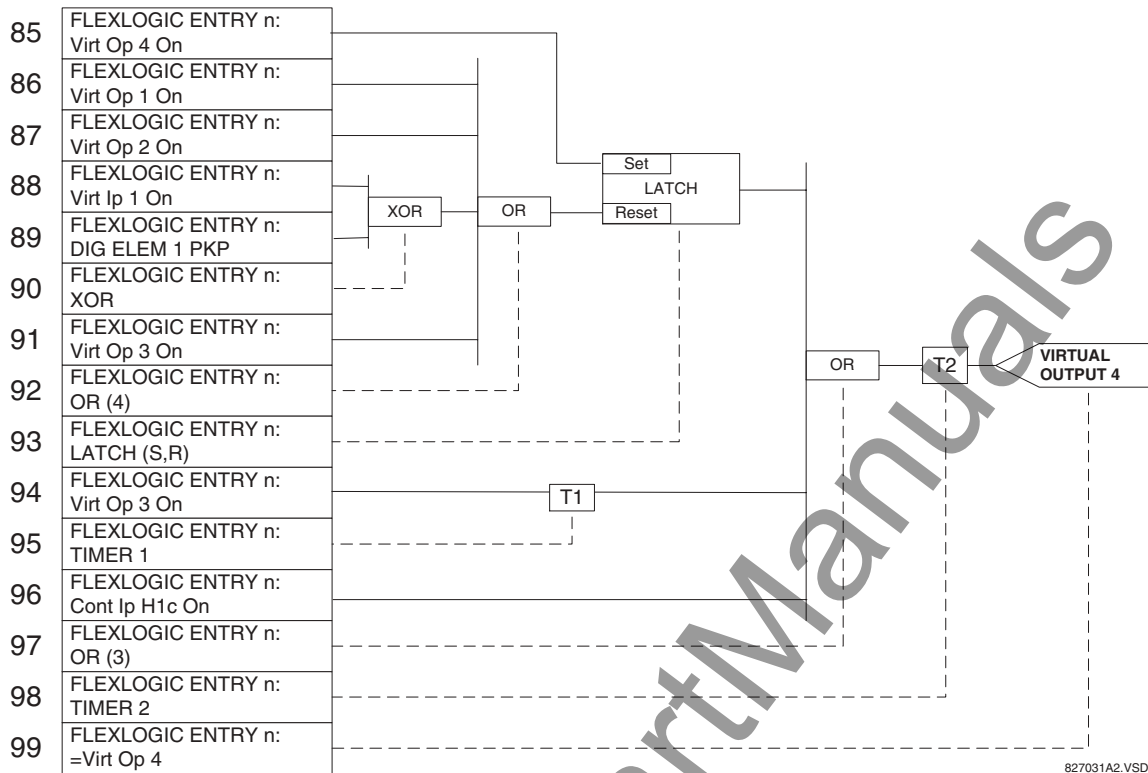 85 FLEXLOGIC ENTRY n:
Virt Op 4 On
86 FLEXLOGIC ENTRY n:
Virt Op 1 On
87 FLEXLOGIC ENTRY n:
Virt Op 2 On
88 FLEXLOGIC ENTRY n:
Virt Ip 1 On
89 FLEXLOGIC ENTRY n:
DIG ELEM 1 PKP
90 FLEXLOGIC ENTRY n:
XOR
91 FLEXLOGIC ENTRY n:
Virt Op 3 On
92 FLEXLOGIC ENTRY n:
OR (4)
93 FLEXLOGIC ENTRY n:
LATCH (S,R)
94 FLEXLOGIC ENTRY n:
Virt Op 3 On
95 FLEXLOGIC ENTRY n:
TIMER 1
96 FLEXLOGIC ENTRY n:
Cont Ip H1c On
97 FLEXLOGIC ENTRY n:
OR (3)
98 FLEXLOGIC ENTRY n:
TIMER 2
99 FLEXLOGIC ENTRY n:
=Virt Op 4
XOR
OR
Set
LATCH
Reset
T1
OR
T2
VIRTUAL
OUTPUT 4
827031A2.VSD